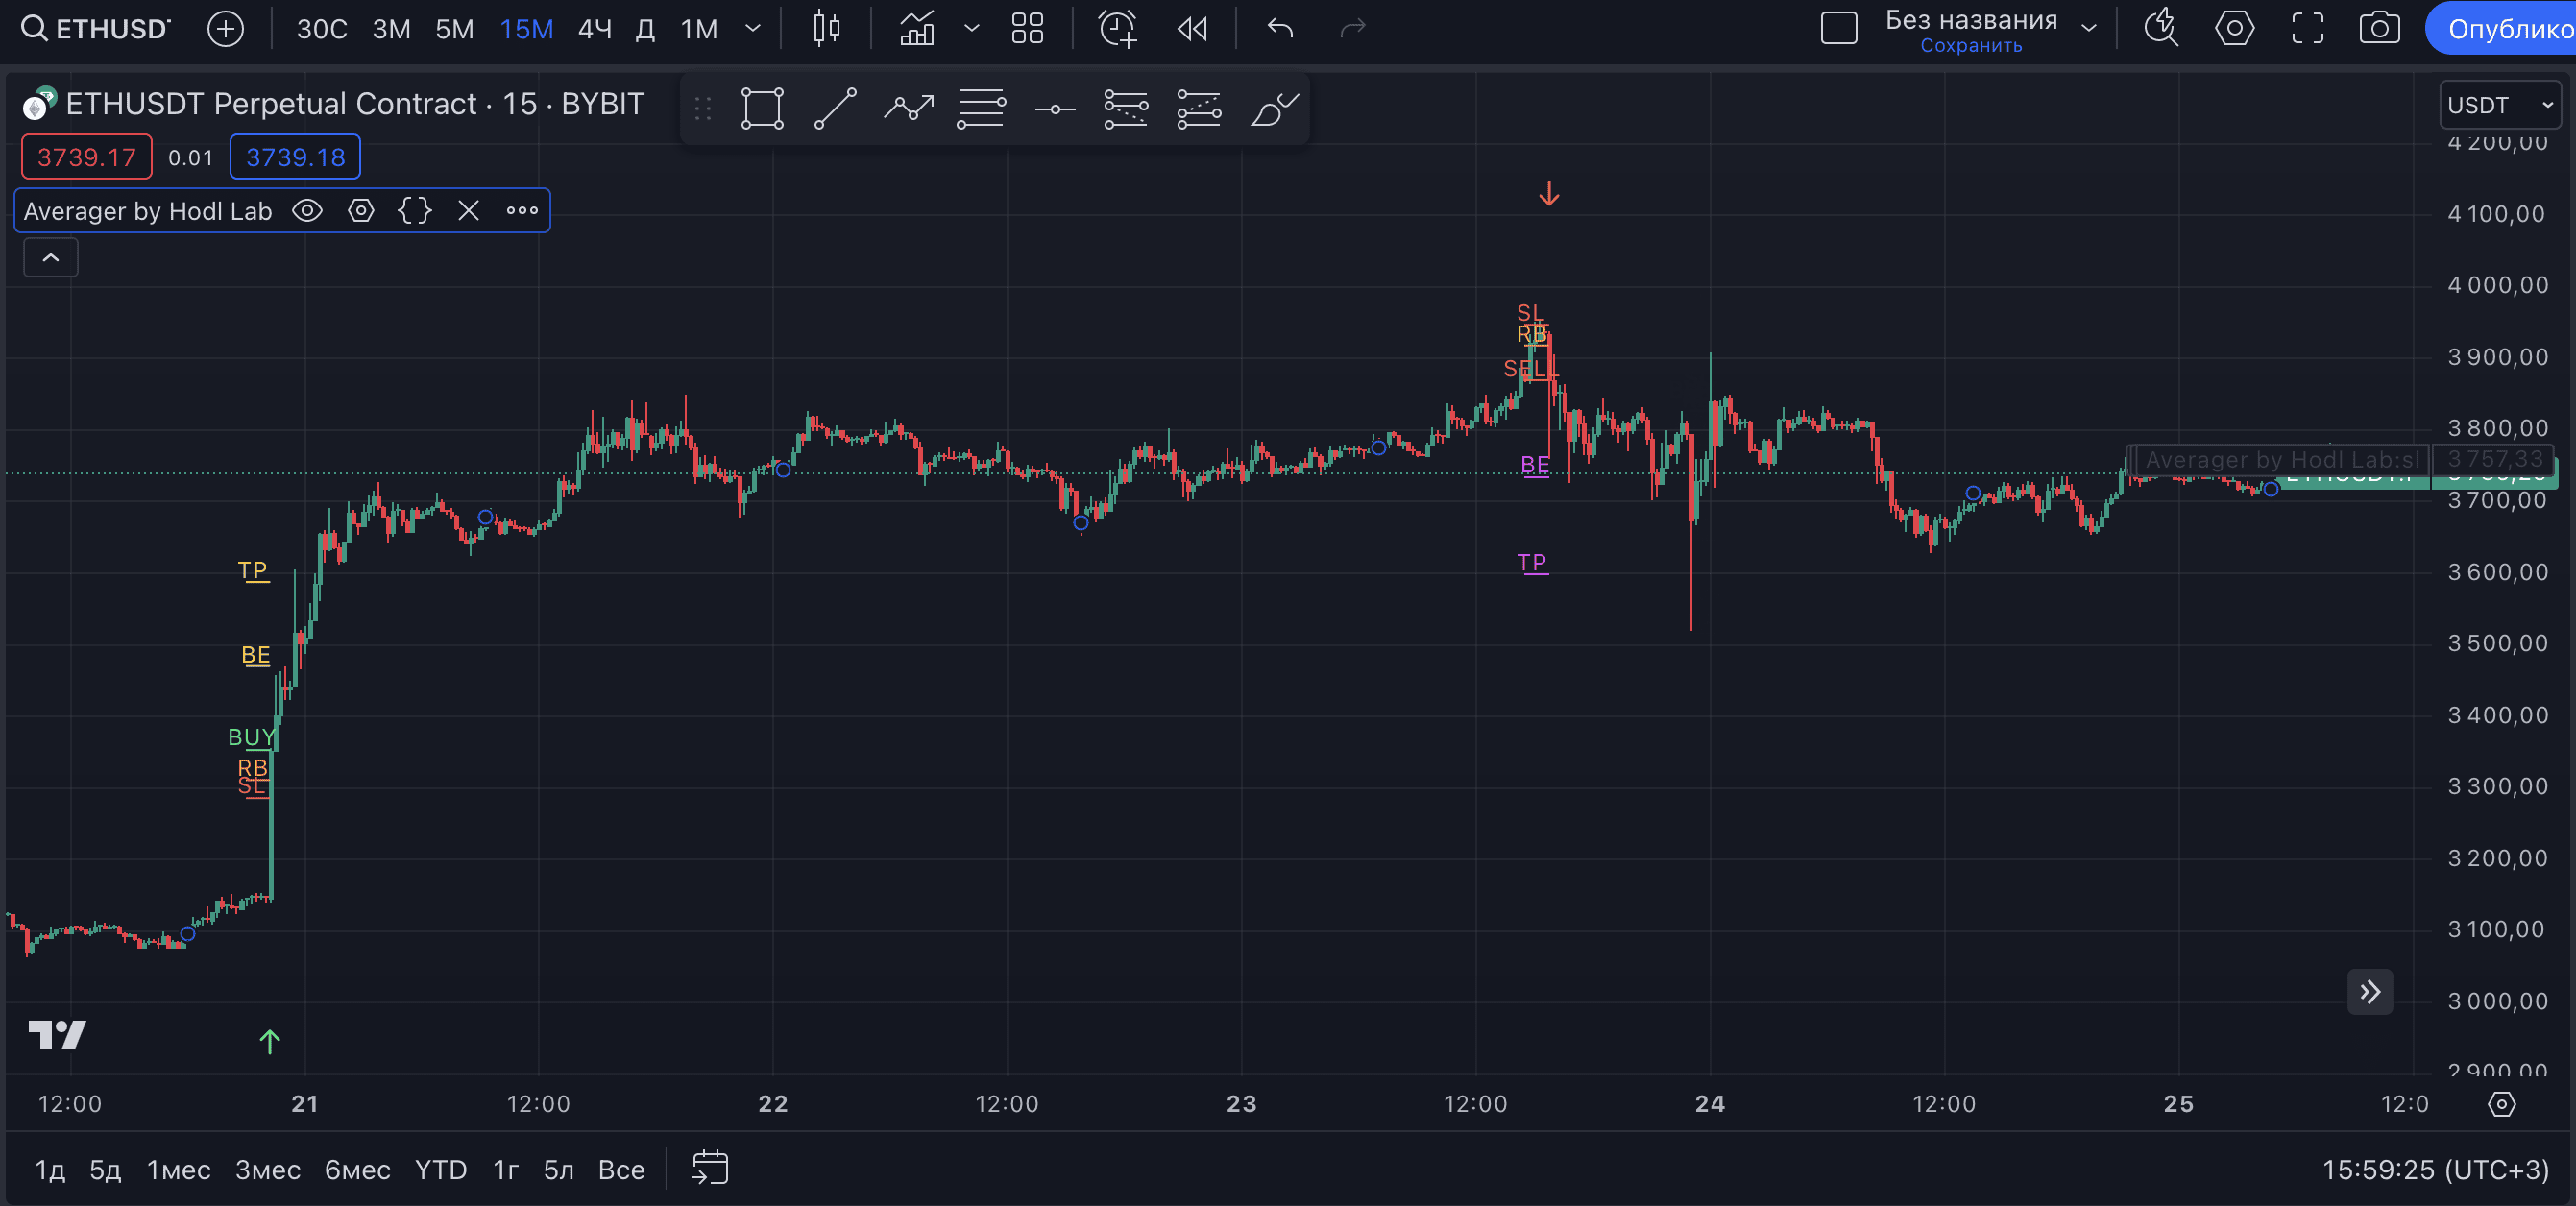 ETHUSDT 30С 3М 5М 15М 4Ч Д 1М Без названия
Сохранить
Опублико
ETHUSDT Perpetual Contract · 15 · BYBIT
USDT
3739.17 0.01 3739.18
Averager by Hodl Lab
4 200,00
4 100,00
4 000,00
3 900,00
3 800,00
3 700,00
3 600,00
3 500,00
3 400,00
3 300,00
3 200,00
3 100,00
3 000,00
2 900,00
SL
RB
SELL
BE
TP
Averager by Hodl Lab:sl 3 757,33
TP
BE
BUY
RB
SL
12:00 21 12:00 22 12:00 23 12:00 24 12:00 25 12:0
1д 5д 1мес 3мес 6мес YTD 1г 5л Все
15:59:25 (UTC+3)